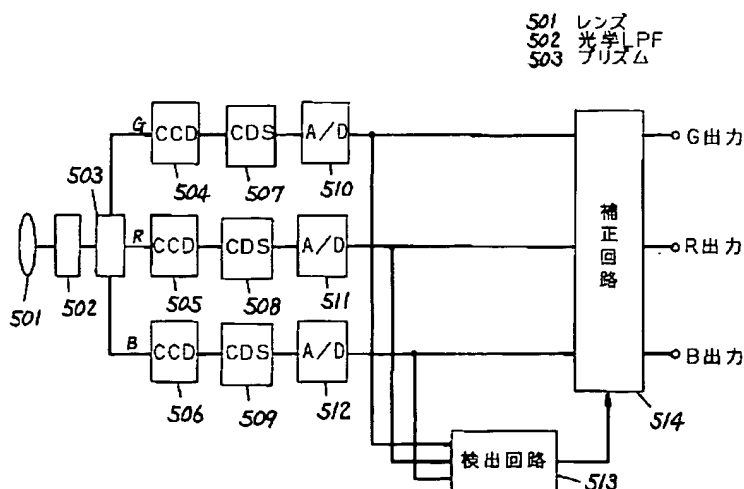 501 レンズ
502 光学LPF
503 プリズム
G CCD CDS A/D G出力
503 504 507 510
R CCD CDS A/D 補正回路 R出力
501 502 505 508 511
B CCD CDS A/D B出力
506 509 512 514
検出回路 513